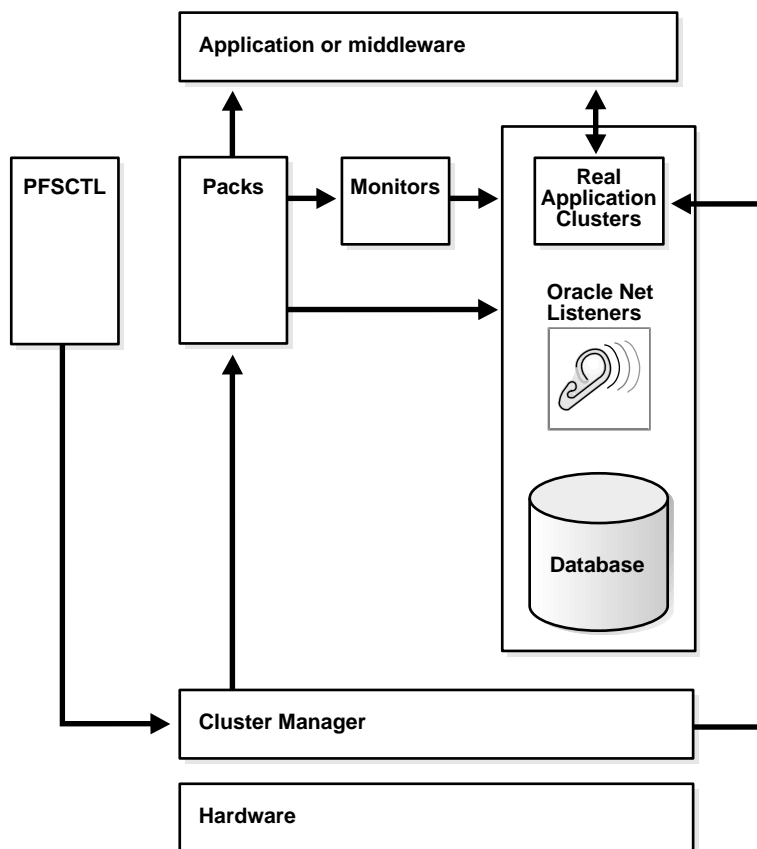 Application or middleware
PFSCTL
Packs
Monitors
Real
Application
Clusters
Oracle Net
Listeners
Database
Cluster Manager
Hardware